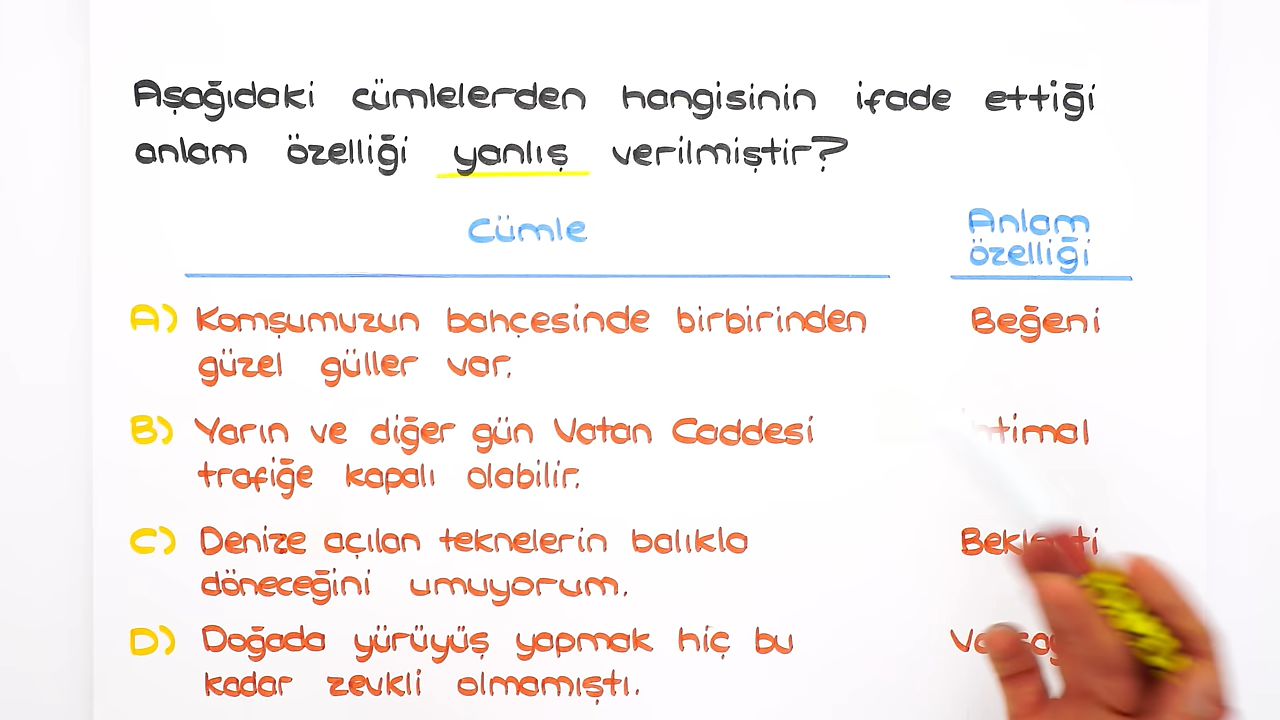 Aşağıdaki cümlelerden hangisinin ifade ettiği
anlam özelliği yanlış verilmiştir?
Cümle
Anlam
özelliği
A) Komşumuzun bahçesinde birbirinden
güzel güller var.
Beğeni
B) Yarın ve diğer gün Vatan Caddesi
trafiğe kapalı olabilir.
C) Denize açılan teknelerin balıkla
döneceğini umuyorum.
D) Doğada yürüyüş yapmak hiç bu
kadar zevkli olmamıştı.